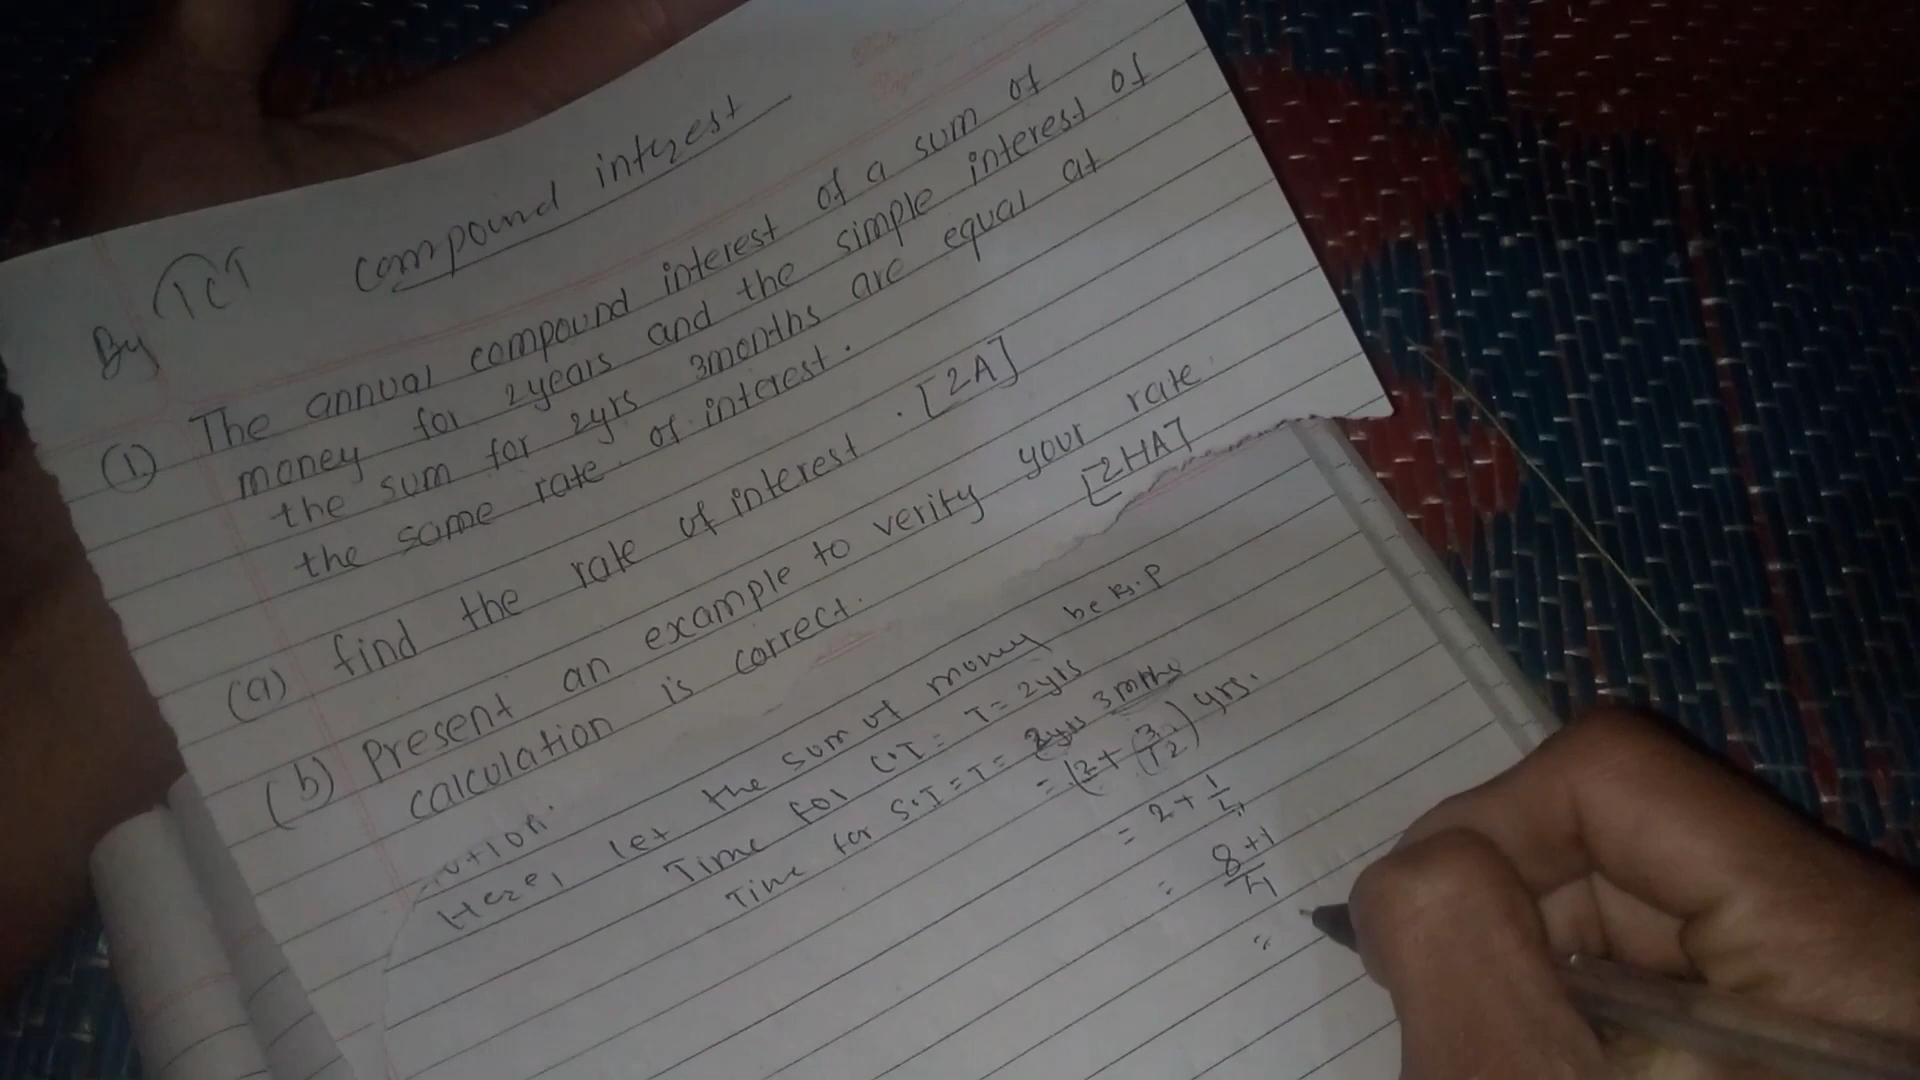 By
compound interest
(1) The annual compound interest of a sum of
money for 2years and the simple interest of
the sum for 2yrs 3months are equal at
the same rate of interest.
(a) find the rate of interest. [2A]
(b) Present an example to verify your rate
calculation is correct. [2HA]
Here, let the sum of money be Rs. P
Time for C.I = T = 2yrs
Time for S.I = T = 2yrs 3mnths
= (2 + (3/12) yrs.
= 2 + 1/4
= 8+1/4
=